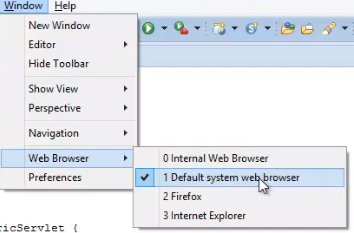 Window Help
New Window
Editor
Hide Toolbar
Show View
Perspective
Navigation
Web Browser
Preferences
0 Internal Web Browser
1 Default system web browser
2 Firefox
3 Internet Explorer
ricServlet {